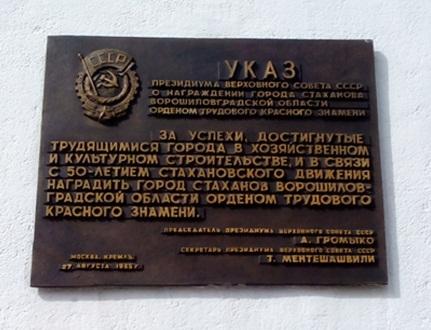 СССР
УКАЗ
ПРЕЗИДИУМА ВЕРХОВНОГО СОВЕТА СССР
О НАГРАЖДЕНИИ ГОРОДА СТАХАНОВА
ВОРОШИЛОВГРАДСКОЙ ОБЛАСТИ
ОРДЕНОМ ТРУДОВОГО КРАСНОГО ЗНАМЕНИ
ЗА УСПЕХИ, ДОСТИГНУТЫЕ
ТРУДЯЩИМИСЯ ГОРОДА В ХОЗЯЙСТВЕННОМ
И КУЛЬТУРНОМ СТРОИТЕЛЬСТВЕ, И В СВЯЗИ
С 50-ЛЕТИЕМ СТАХАНОВСКОГО ДВИЖЕНИЯ
НАГРАДИТЬ ГОРОД СТАХАНОВ ВОРОШИЛОВ-
ГРАДСКОЙ ОБЛАСТИ ОРДЕНОМ ТРУДОВОГО
КРАСНОГО ЗНАМЕНИ.
ПРЕДСЕДАТЕЛЬ ПРЕЗИДИУМА ВЕРХОВНОГО СОВЕТА СССР
А. ГРОМЫКО
СЕКРЕТАРЬ ПРЕЗИДИУМА ВЕРХОВНОГО СОВЕТА СССР
Т. МЕНТЕШАШВИЛИ
МОСКВА. КРЕМЛЬ.
27 АВГУСТА 1985 Г.